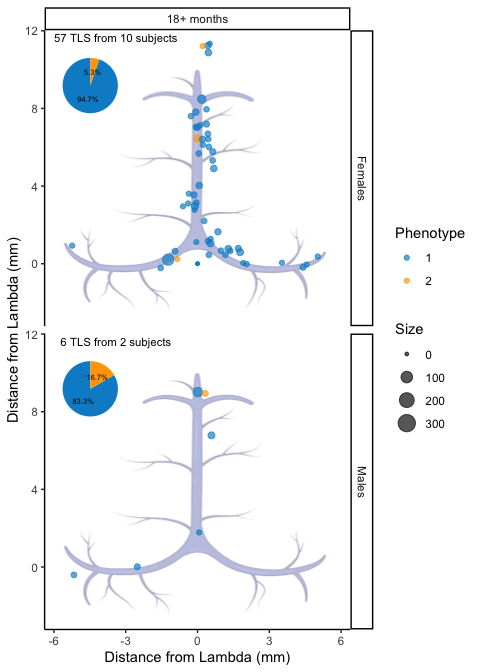 18+ months
57 TLS from 10 subjects
5.3%
94.7%
12
8
4
0
Females
6 TLS from 2 subjects
16.7%
83.3%
12
8
4
0
Males
-6 -3 0 3 6
Distance from Lambda (mm)
Distance from Lambda (mm)
Phenotype
1
2
Size
0
100
200
300